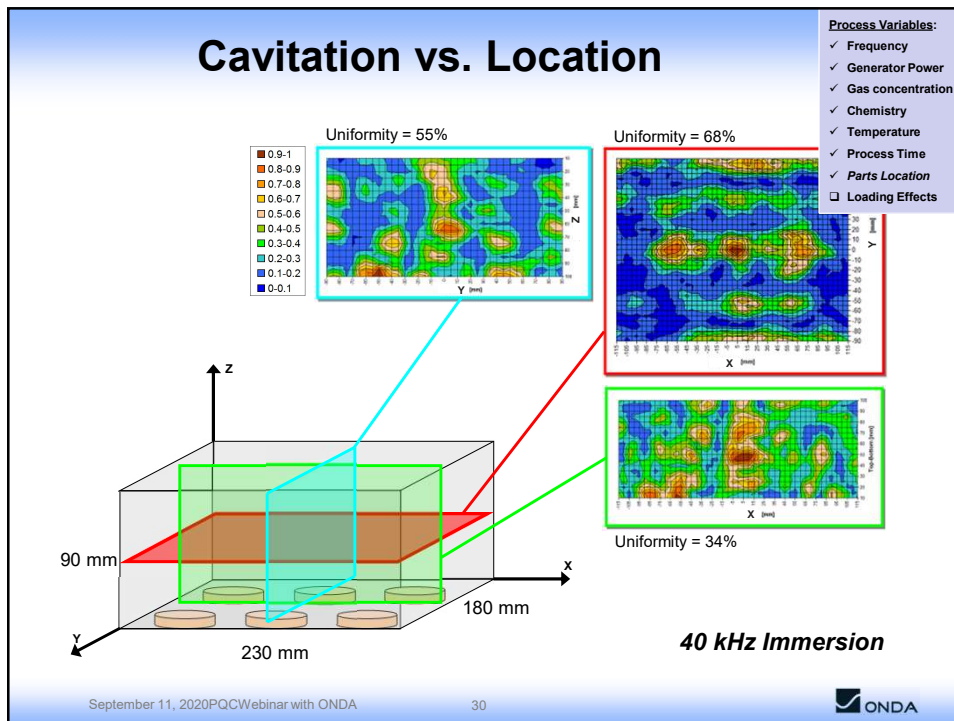 Cavitation vs. Location
Process Variables:
✓ Frequency
✓ Generator Power
✓ Gas concentration
✓ Chemistry
✓ Temperature
✓ Process Time
✓ Parts Location
❑ Loading Effects
Uniformity = 55%
Uniformity = 68%
0.9-1
0.8-0.9
0.7-0.8
0.6-0.7
0.5-0.6
0.4-0.5
0.3-0.4
0.2-0.3
0.1-0.2
0-0.1
Z [mm]
Y [mm]
Y [mm]
X [mm]
Top-Bottom [mm]
X [mm]
Uniformity = 34%
Z
90 mm
X
180 mm
Y
230 mm
40 kHz Immersion
September 11, 2020PQCWebinar with ONDA
30
ONDA